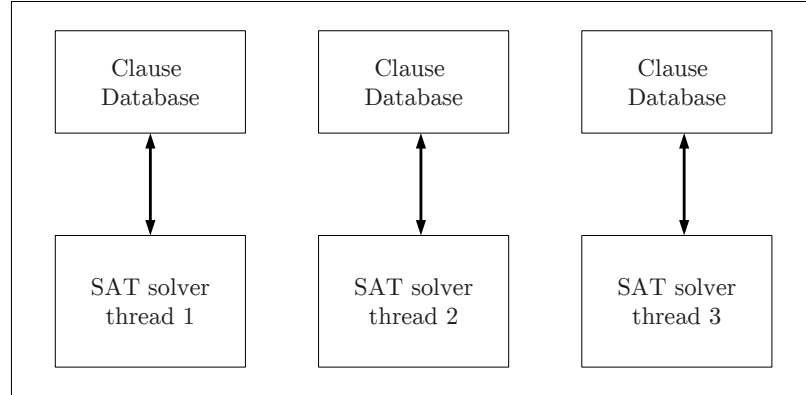 Clause
Database
Clause
Database
Clause
Database
SAT solver
thread 1
SAT solver
thread 2
SAT solver
thread 3